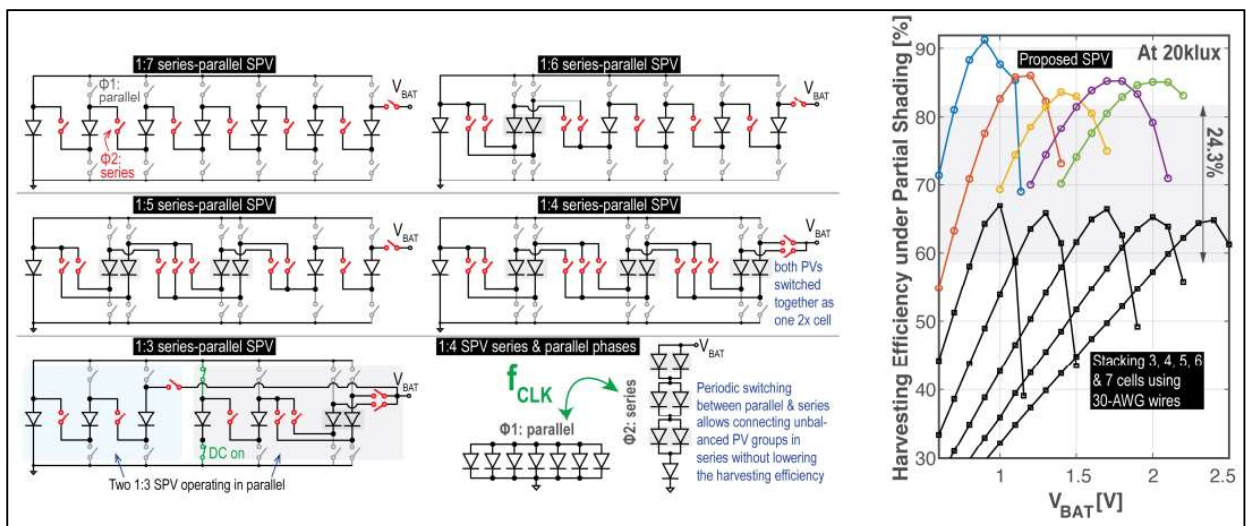 1:7 series-parallel SPV
Φ1:
parallel
Φ2:
series
V_BAT
1:6 series-parallel SPV
V_BAT
1:5 series-parallel SPV
V_BAT
1:4 series-parallel SPV
V_BAT
both PVs
switched
together as
one 2x cell
1:3 series-parallel SPV
V_BAT
DC on
Two 1:3 SPV operating in parallel
1:4 SPV series & parallel phases
f_CLK
Φ1: parallel
Φ2: series
V_BAT
Periodic switching
between parallel & series
allows connecting unbal-
anced PV groups in
series without lowering
the harvesting efficiency
Harvesting Efficiency under Partial Shading [%]
90
80
70
60
50
40
30
Proposed SPV
At 20klux
24.3%
Stacking 3, 4, 5, 6
& 7 cells using
30-AWG wires
1
1.5
2
2.5
V_BAT [V]